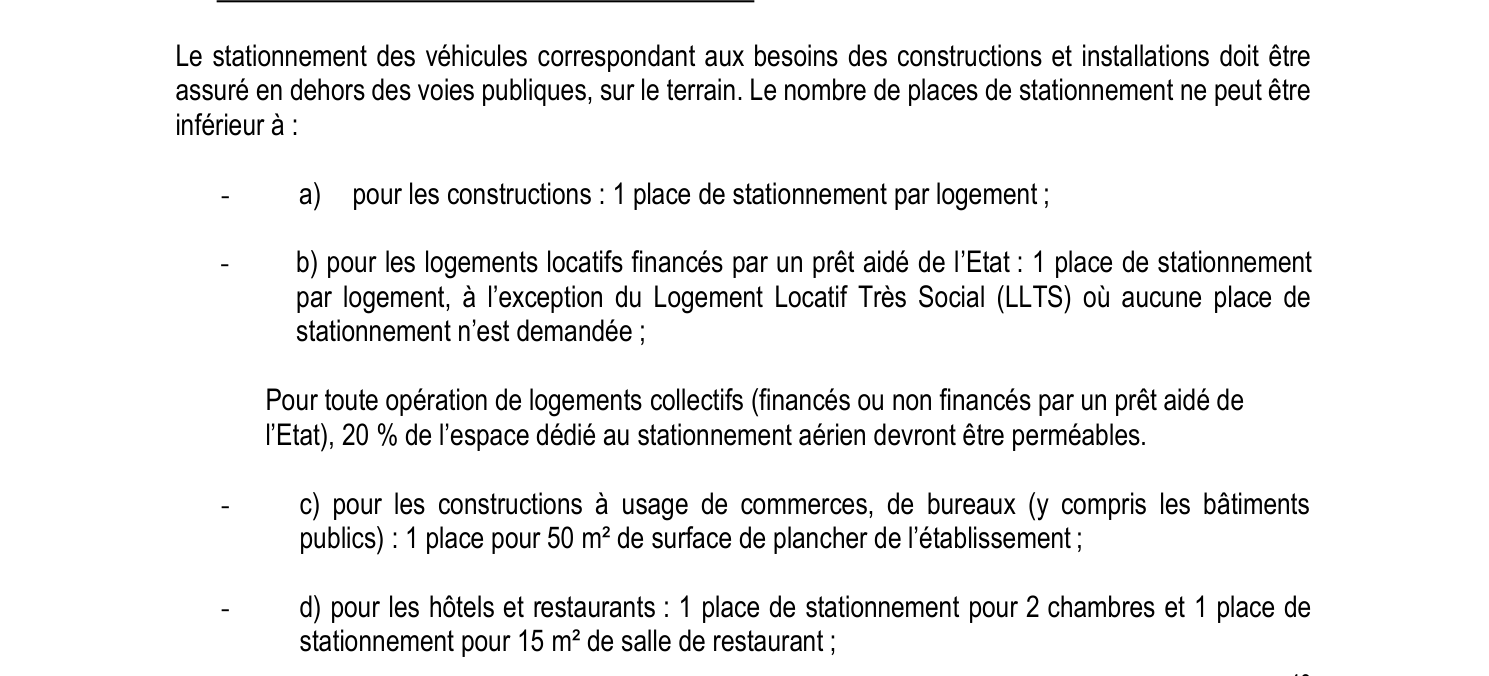 Le stationnement des véhicules correspondant aux besoins des constructions et installations doit être
assuré en dehors des voies publiques, sur le terrain. Le nombre de places de stationnement ne peut être
inférieur à :
- a) pour les constructions : 1 place de stationnement par logement ;
- b) pour les logements locatifs financés par un prêt aidé de l’Etat : 1 place de stationnement
par logement, à l’exception du Logement Locatif Très Social (LLTS) où aucune place de
stationnement n’est demandée ;
Pour toute opération de logements collectifs (financés ou non financés par un prêt aidé de
l’Etat), 20 % de l’espace dédié au stationnement aérien devront être perméables.
- c) pour les constructions à usage de commerces, de bureaux (y compris les bâtiments
publics) : 1 place pour 50 m² de surface de plancher de l’établissement ;
- d) pour les hôtels et restaurants : 1 place de stationnement pour 2 chambres et 1 place de
stationnement pour 15 m² de salle de restaurant ;